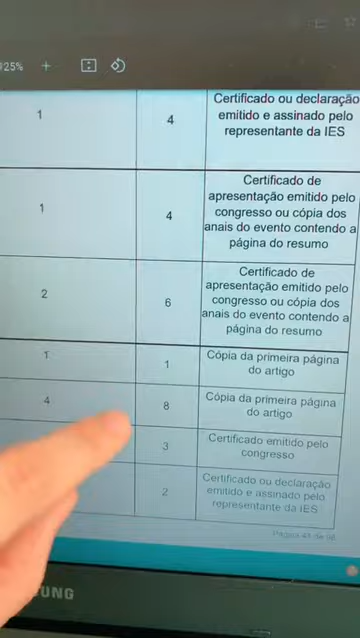 25%
1
4
Certificado ou declaração
emitido e assinado pelo
representante da IES
1
4
Certificado de
apresentação emitido pelo
congresso ou cópia dos
anais do evento contendo a
página do resumo
2
6
Certificado de
apresentação emitido pelo
congresso ou cópia dos
anais do evento contendo a
página do resumo
1
1
Cópia da primeira página
do artigo
4
8
Cópia da primeira página
do artigo
3
Certificado emitido pelo
congresso
2
Certificado ou declaração
emitido e assinado pelo
representante da IES
UNG